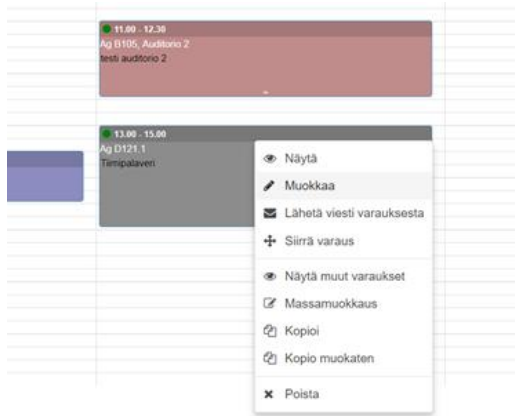 11.00 - 12.30
Ag B105, Auditorio 2
testi auditorio 2
13.00 - 15.00
Ag D121.1
Tiimipalaveri
Näytä
Muokkaa
Lähetä viesti varauksesta
Siirrä varaus
Näytä muut varaukset
Massamuokkaus
Kopioi
Kopio muokaten
Poista